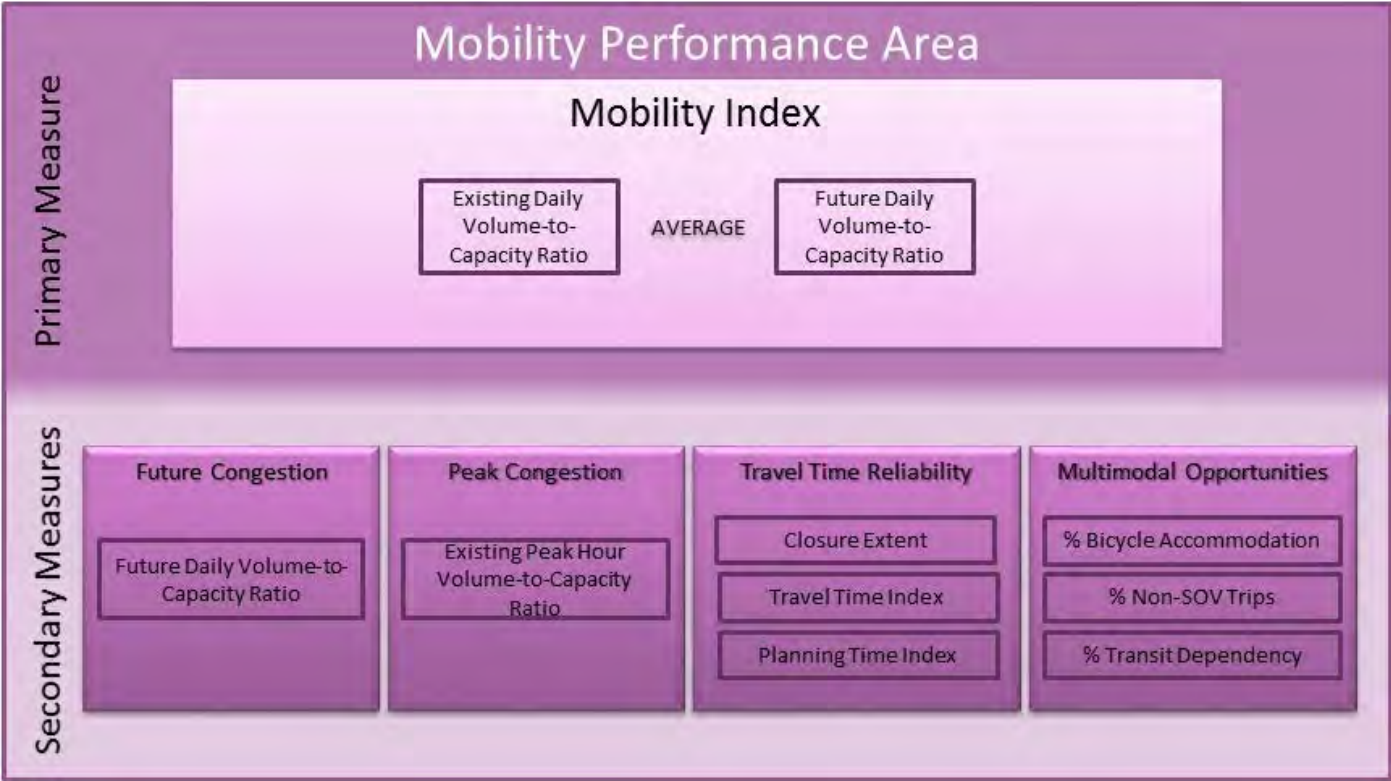 Mobility Performance Area
Primary Measure
Mobility Index
Existing Daily
Volume-to-
Capacity Ratio
AVERAGE
Future Daily
Volume-to-
Capacity Ratio
Secondary Measures
Future Congestion
Future Daily Volume-to-
Capacity Ratio
Peak Congestion
Existing Peak Hour
Volume-to-Capacity
Ratio
Travel Time Reliability
Closure Extent
Travel Time Index
Planning Time Index
Multimodal Opportunities
% Bicycle Accommodation
% Non-SOV Trips
% Transit Dependency